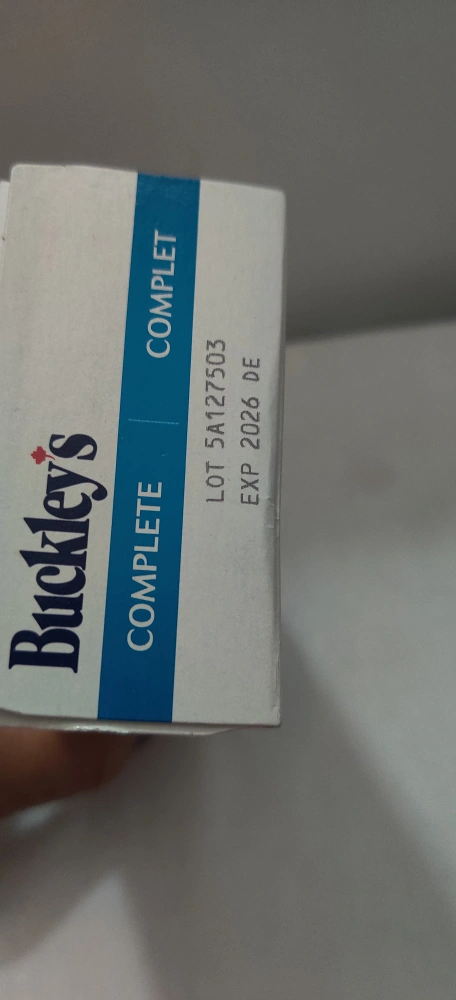 Buckley's
COMPLETE | COMPLET
LOT 5A127503
EXP 2026 DE